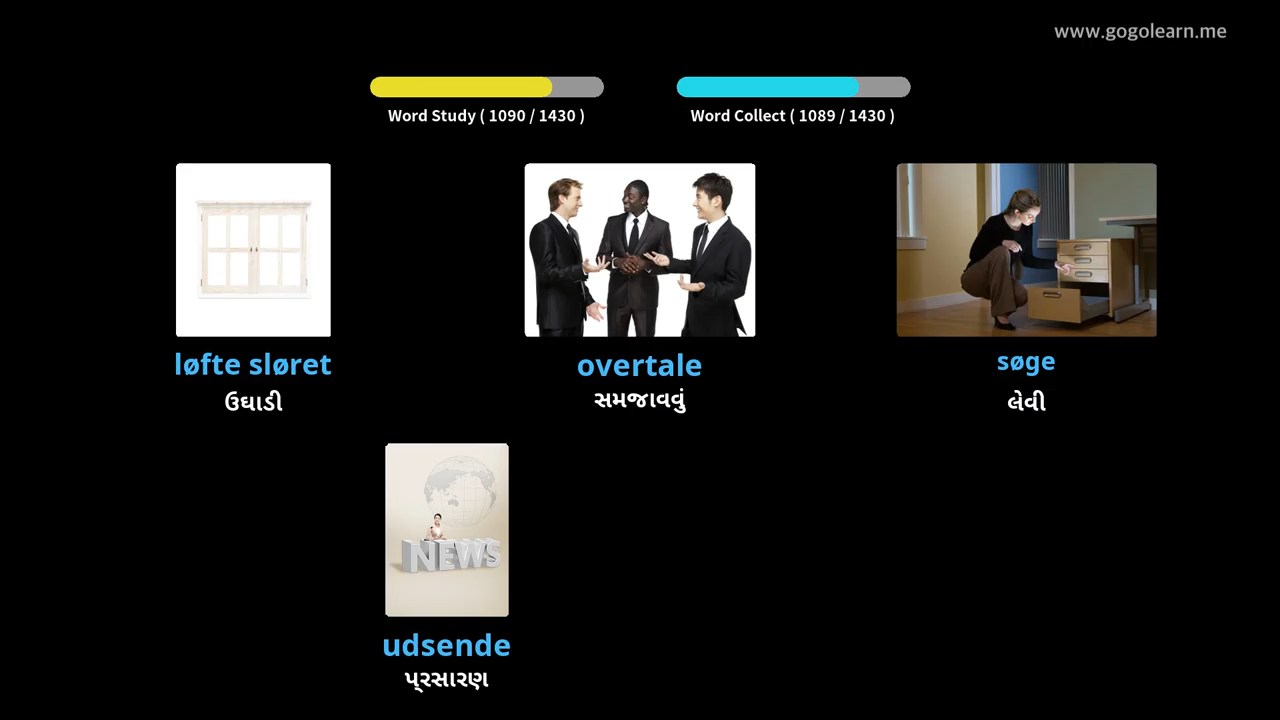 www.gogolearn.me
Word Study ( 1090 / 1430 )
Word Collect ( 1089 / 1430 )
løfte sløret
ઉઘાડી
overtale
સમજાવવું
søge
લેવી
NEWS
udsende
પ્રસારણ